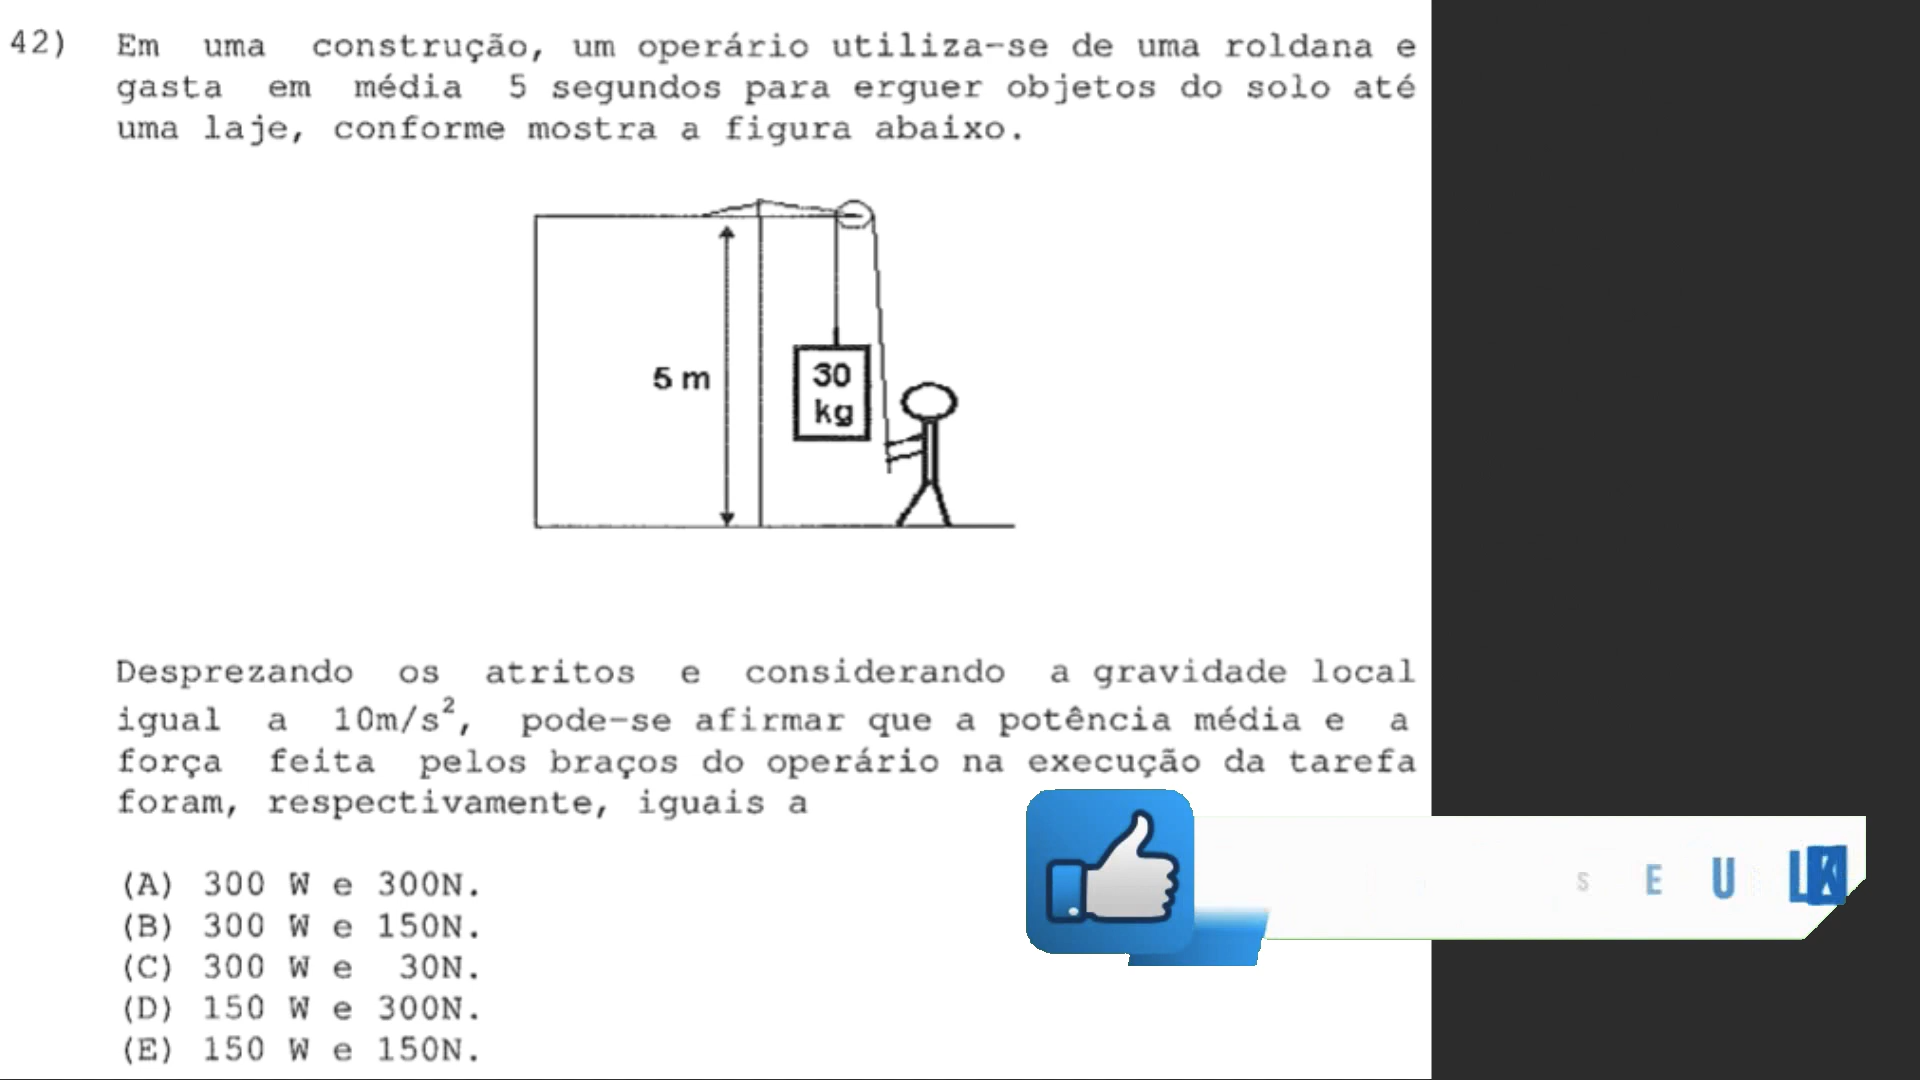 42) Em uma construção, um operário utiliza-se de uma roldana e
gasta em média 5 segundos para erguer objetos do solo até
uma laje, conforme mostra a figura abaixo.
5 m
30
kg
Desprezando os atritos e considerando a gravidade local
igual a 10m/s², pode-se afirmar que a potência média e a
força feita pelos braços do operário na execução da tarefa
foram, respectivamente, iguais a
(A) 300 W e 300N.
(B) 300 W e 150N.
(C) 300 W e 30N.
(D) 150 W e 300N.
(E) 150 W e 150N.
S E U L